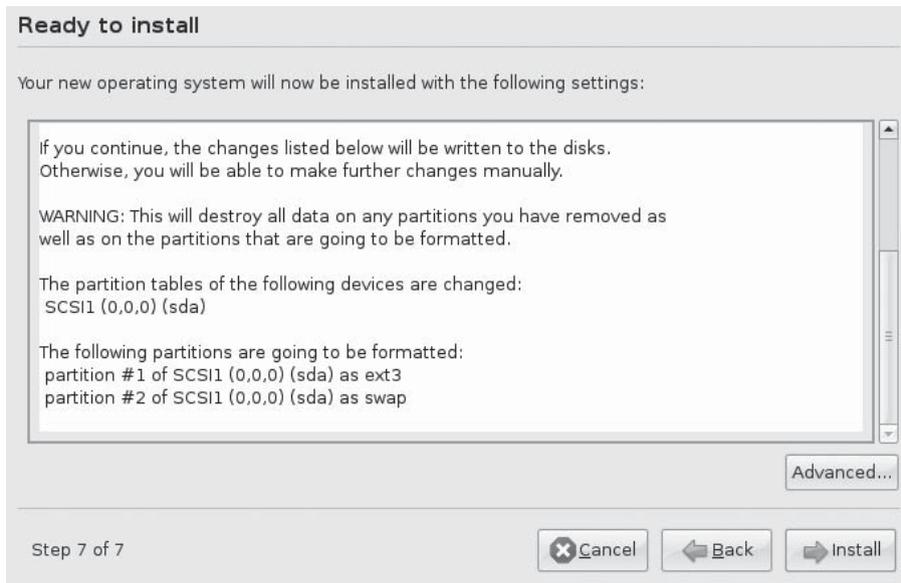 Ready to install
Your new operating system will now be installed with the following settings:
If you continue, the changes listed below will be written to the disks.
Otherwise, you will be able to make further changes manually.
WARNING: This will destroy all data on any partitions you have removed as
well as on the partitions that are going to be formatted.
The partition tables of the following devices are changed:
SCSI1 (0,0,0) (sda)
The following partitions are going to be formatted:
partition #1 of SCSI1 (0,0,0) (sda) as ext3
partition #2 of SCSI1 (0,0,0) (sda) as swap
Advanced...
Step 7 of 7
Cancel
Back
Install